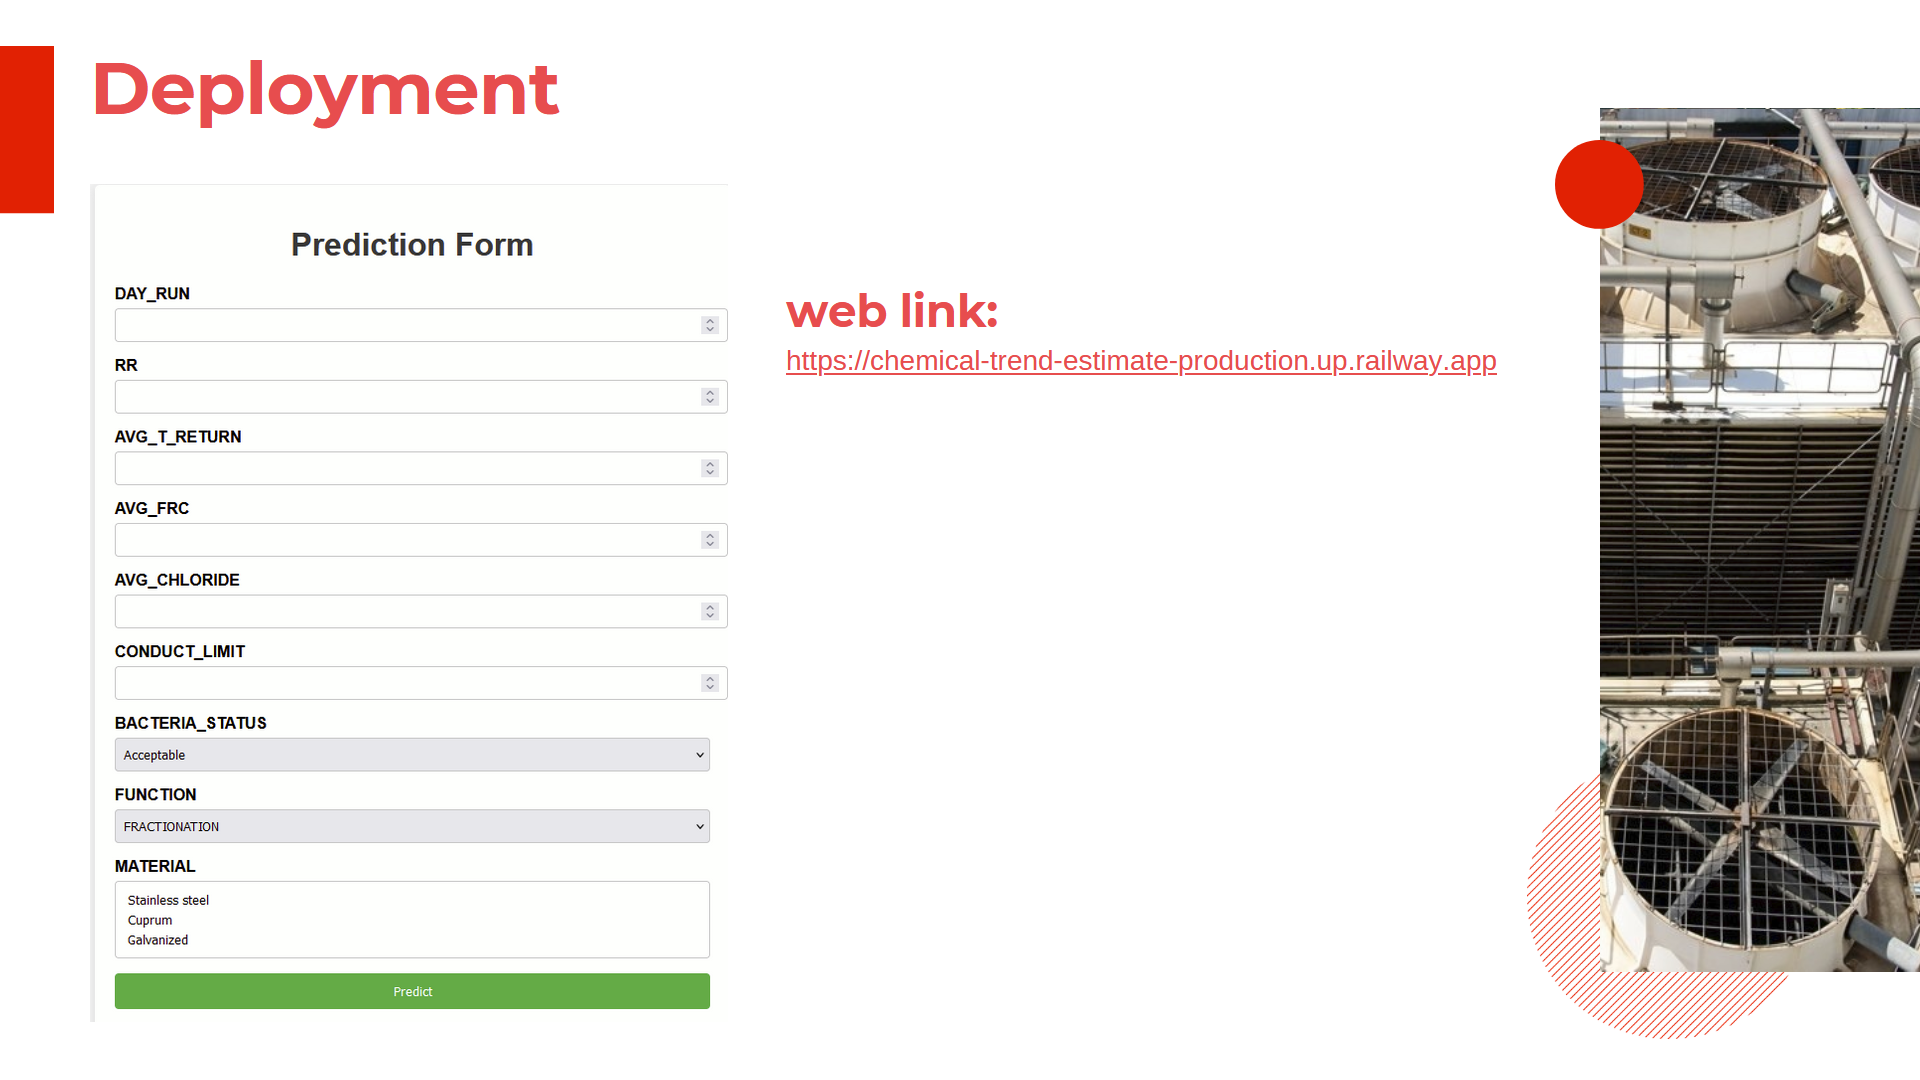 Deployment
Prediction Form
DAY_RUN
RR
AVG_T_RETURN
AVG_FRC
AVG_CHLORIDE
CONDUCT_LIMIT
BACTERIA_STATUS
Acceptable
FUNCTION
FRACTIONATION
MATERIAL
Stainless steel
Cuprum
Galvanized
Predict
web link:
https://chemical-trend-estimate-production.up.railway.app